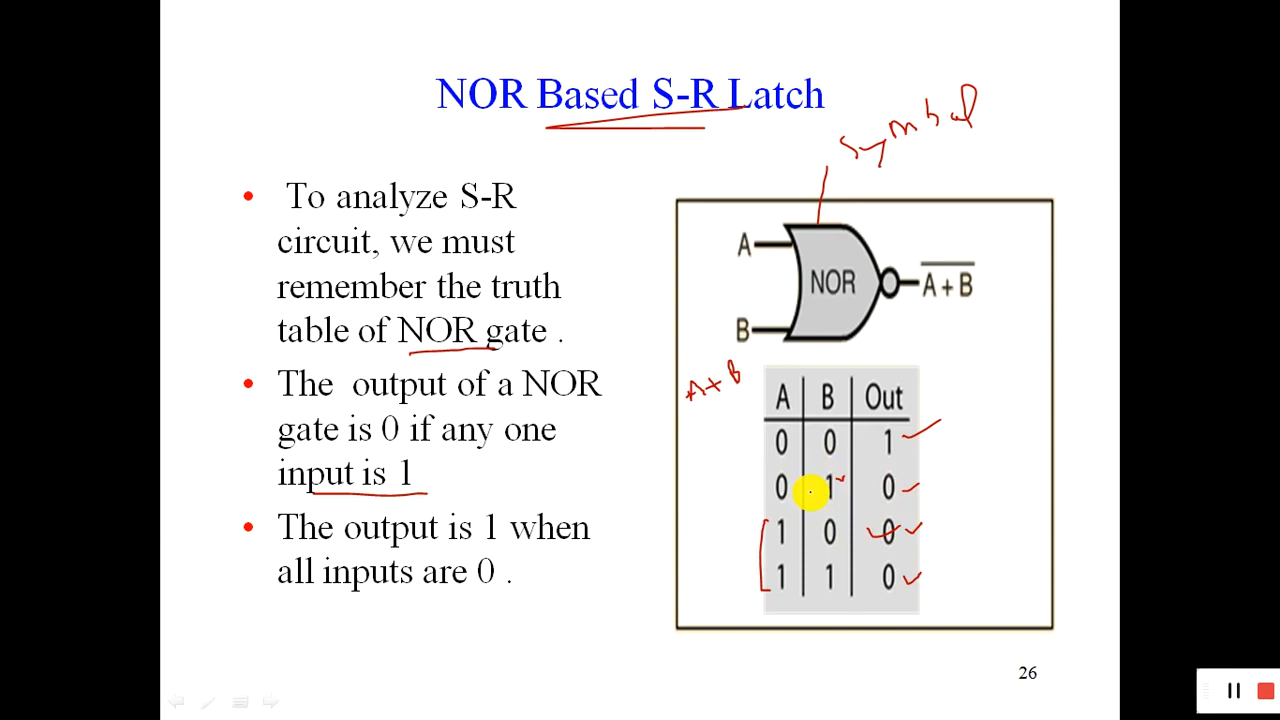 NOR Based S-R Latch
Symbol
• To analyze S-R
circuit, we must
remember the truth
table of NOR gate .
• The output of a NOR
gate is 0 if any one
input is 1
• The output is 1 when
all inputs are 0 .
A
NOR
A + B
B
A+B
A B Out
0 0 1
0 1 0
1 0 0
1 1 0
26